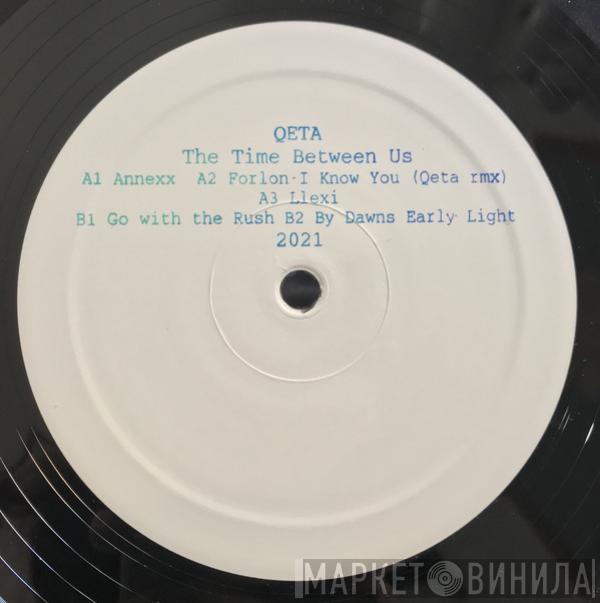 QETA
The Time Between Us
A1 Annexx A2 Forlon-I Know You (Qeta rmx)
A3 Llexi
B1 Go with the Rush B2 By Dawns Early Light
2021
МАРКЕТ ВИНИЛА